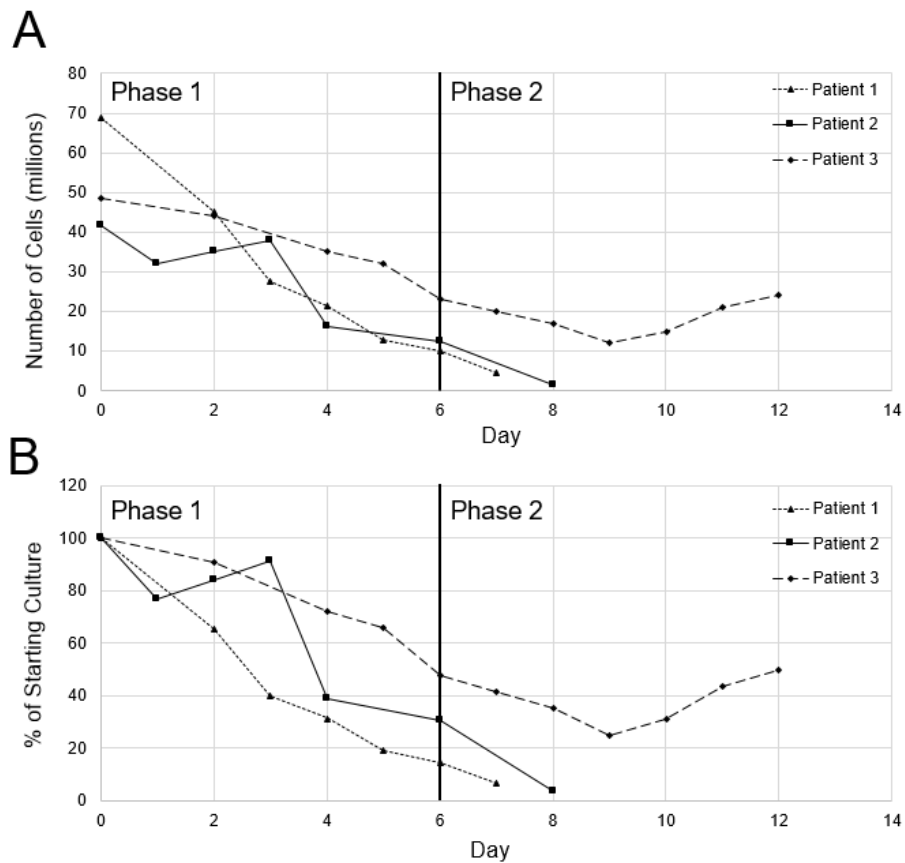 A
Phase 1
Phase 2
Patient 1
Patient 2
Patient 3
Number of Cells (millions)
80
70
60
50
40
30
20
10
0
0 2 4 6 8 10 12 14
Day
B
Phase 1
Phase 2
Patient 1
Patient 2
Patient 3
% of Starting Culture
120
100
80
60
40
20
0
0 2 4 6 8 10 12 14
Day